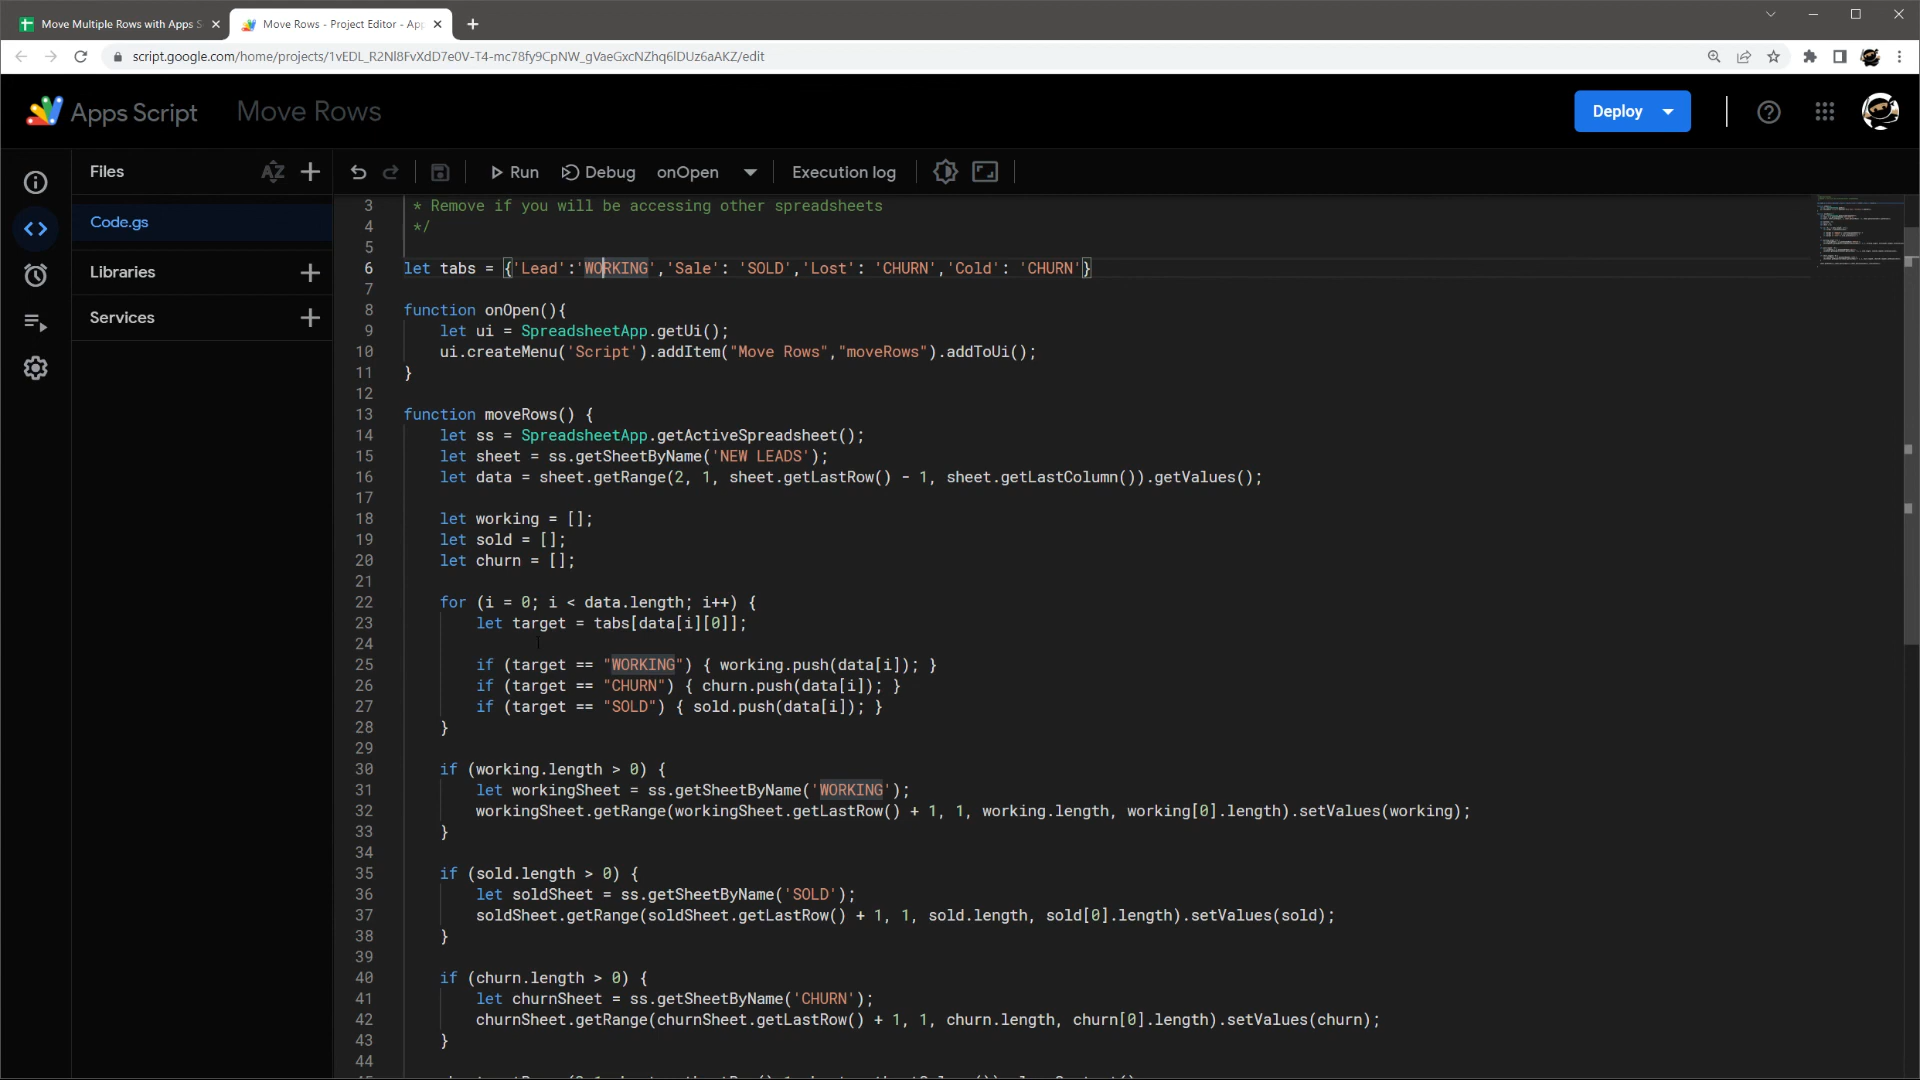 Move Multiple Rows with Apps S
Move Rows - Project Editor - App
script.google.com/home/projects/1vEDL_R2Nl8FvXdD7e0V-T4-mc78fy9CpNW_gVaeGxcNZhq6lDUz6aAKZ/edit
Apps Script Move Rows Deploy
Files AZ Run Debug onOpen Execution log
Code.gs
Libraries
Services
3 * Remove if you will be accessing other spreadsheets
4 */
5
6 let tabs = {'Lead':'WORKING','Sale': 'SOLD','Lost': 'CHURN','Cold': 'CHURN'}
7
8 function onOpen(){
9 let ui = SpreadsheetApp.getUi();
10 ui.createMenu('Script').addItem("Move Rows","moveRows").addToUi();
11 }
12
13 function moveRows() {
14 let ss = SpreadsheetApp.getActiveSpreadsheet();
15 let sheet = ss.getSheetByName('NEW LEADS');
16 let data = sheet.getRange(2, 1, sheet.getLastRow() - 1, sheet.getLastColumn()).getValues();
17
18 let working = [];
19 let sold = [];
20 let churn = [];
21
22 for (i = 0; i < data.length; i++) {
23 let target = tabs[data[i][0]];
24
25 if (target == "WORKING") { working.push(data[i]); }
26 if (target == "CHURN") { churn.push(data[i]); }
27 if (target == "SOLD") { sold.push(data[i]); }
28 }
29
30 if (working.length > 0) {
31 let workingSheet = ss.getSheetByName('WORKING');
32 workingSheet.getRange(workingSheet.getLastRow() + 1, 1, working.length, working[0].length).setValues(working);
33 }
34
35 if (sold.length > 0) {
36 let soldSheet = ss.getSheetByName('SOLD');
37 soldSheet.getRange(soldSheet.getLastRow() + 1, 1, sold.length, sold[0].length).setValues(sold);
38 }
39
40 if (churn.length > 0) {
41 let churnSheet = ss.getSheetByName('CHURN');
42 churnSheet.getRange(churnSheet.getLastRow() + 1, 1, churn.length, churn[0].length).setValues(churn);
43 }
44